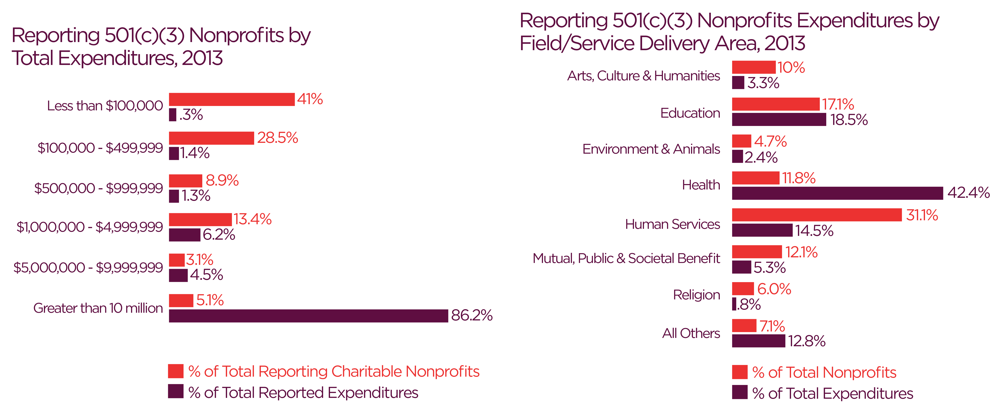 Reporting 501(c)(3) Nonprofits by
Total Expenditures, 2013
Less than $100,000
41%
.3%
$100,000 - $499,999
28.5%
1.4%
$500,000 - $999,999
8.9%
1.3%
$1,000,000 - $4,999,999
13.4%
6.2%
$5,000,000 - $9,999,999
3.1%
4.5%
Greater than 10 million
5.1%
86.2%
% of Total Reporting Charitable Nonprofits
% of Total Reported Expenditures
Reporting 501(c)(3) Nonprofits Expenditures by
Field/Service Delivery Area, 2013
Arts, Culture & Humanities
10%
3.3%
Education
17.1%
18.5%
Environment & Animals
4.7%
2.4%
Health
11.8%
42.4%
Human Services
31.1%
14.5%
Mutual, Public & Societal Benefit
12.1%
5.3%
Religion
6.0%
.8%
All Others
7.1%
12.8%
% of Total Nonprofits
% of Total Expenditures